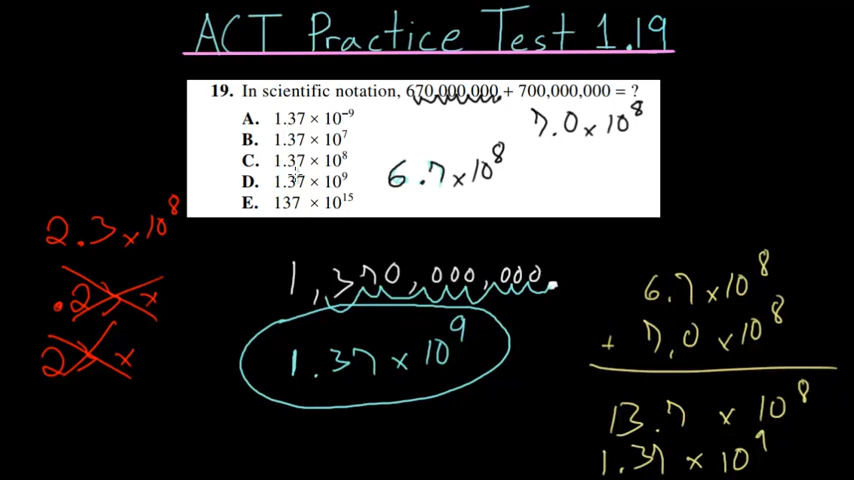 ACT Practice Test 1.19
19. In scientific notation, 670,000,000 + 700,000,000 = ?
A. 1.37 × 10⁻⁹
B. 1.37 × 10⁷
C. 1.37 × 10⁸
D. 1.37 × 10⁹
E. 137 × 10¹⁵
7.0 × 10⁸
6.7 × 10⁸
2.3 × 10⁸
.23 ×
23 ×
1,370,000,000.
1.37 × 10⁹
6.7 × 10⁸
+ 7.0 × 10⁸
13.7 × 10⁸
1.37 × 10⁹